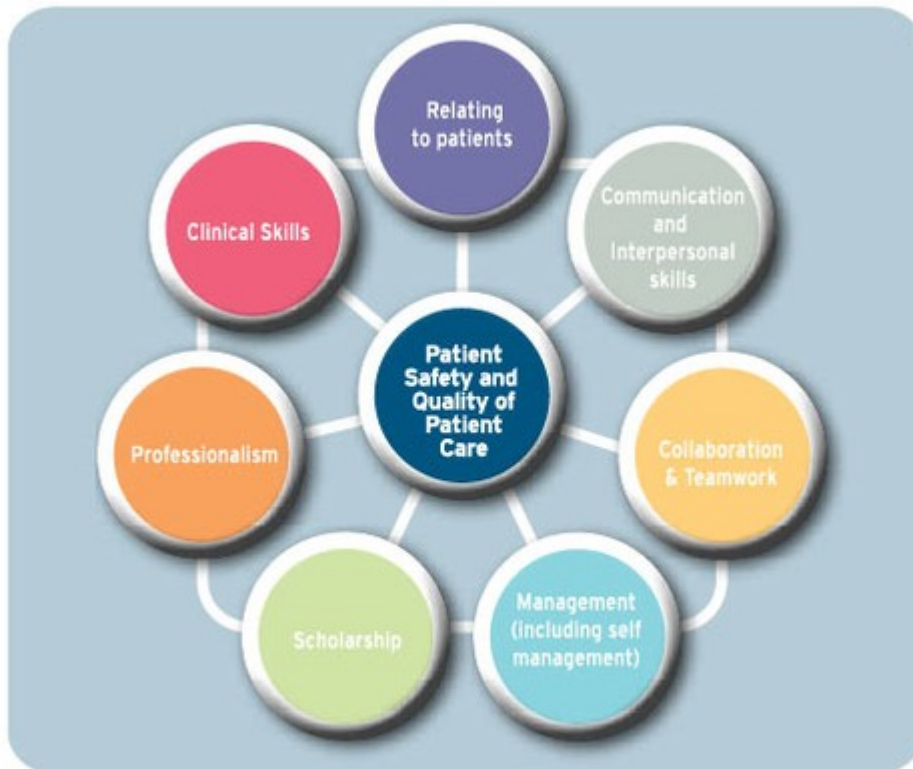 Relating
to patients
Communication
and
Interpersonal
skills
Clinical Skills
Patient
Safety and
Quality of
Patient
Care
Professionalism
Collaboration
& Teamwork
Scholarship
Management
(including self
management)